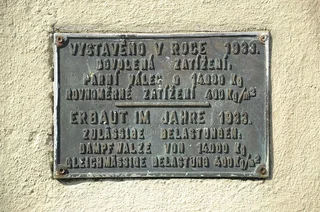 VYSTAVĚNO V ROCE 1933.
DOVOLENÁ ZATÍŽENÍ.
PARNÍ VÁLEC O 14000 Kg
ROVNOMĚRNÉ ZATÍŽENÍ 400 Kg/m²
ERBAUT IM JAHRE 1933.
ZULÄSSIGE BELASTUNGEN.
DAMPFWALZE VON 14000 Kg
GLEICHMÄSSIGE BELASTUNG 400 Kg/m²